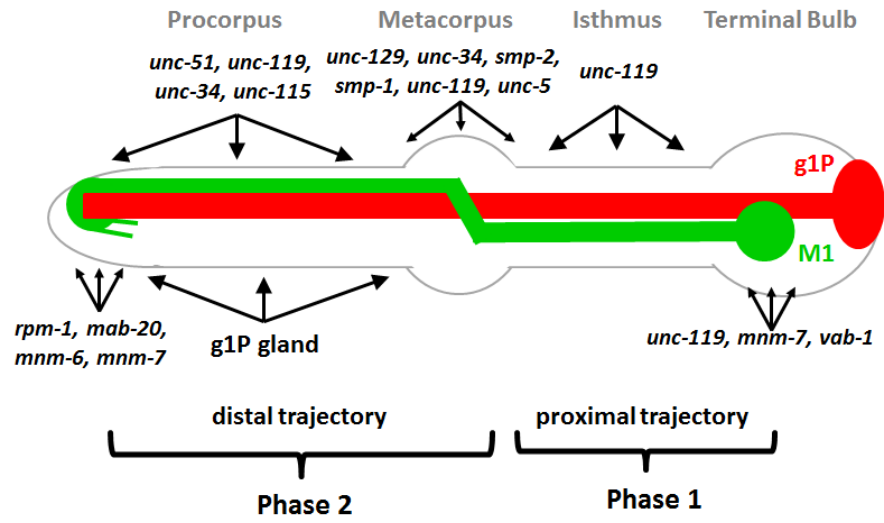 Procorpus
Metacorpus
Isthmus
Terminal Bulb
unc-51, unc-119,
unc-34, unc-115
unc-129, unc-34, smp-2,
smp-1, unc-119, unc-5
unc-119
g1P
M1
rpm-1, mab-20,
mnm-6, mnm-7
g1P gland
unc-119, mnm-7, vab-1
distal trajectory
proximal trajectory
Phase 2
Phase 1